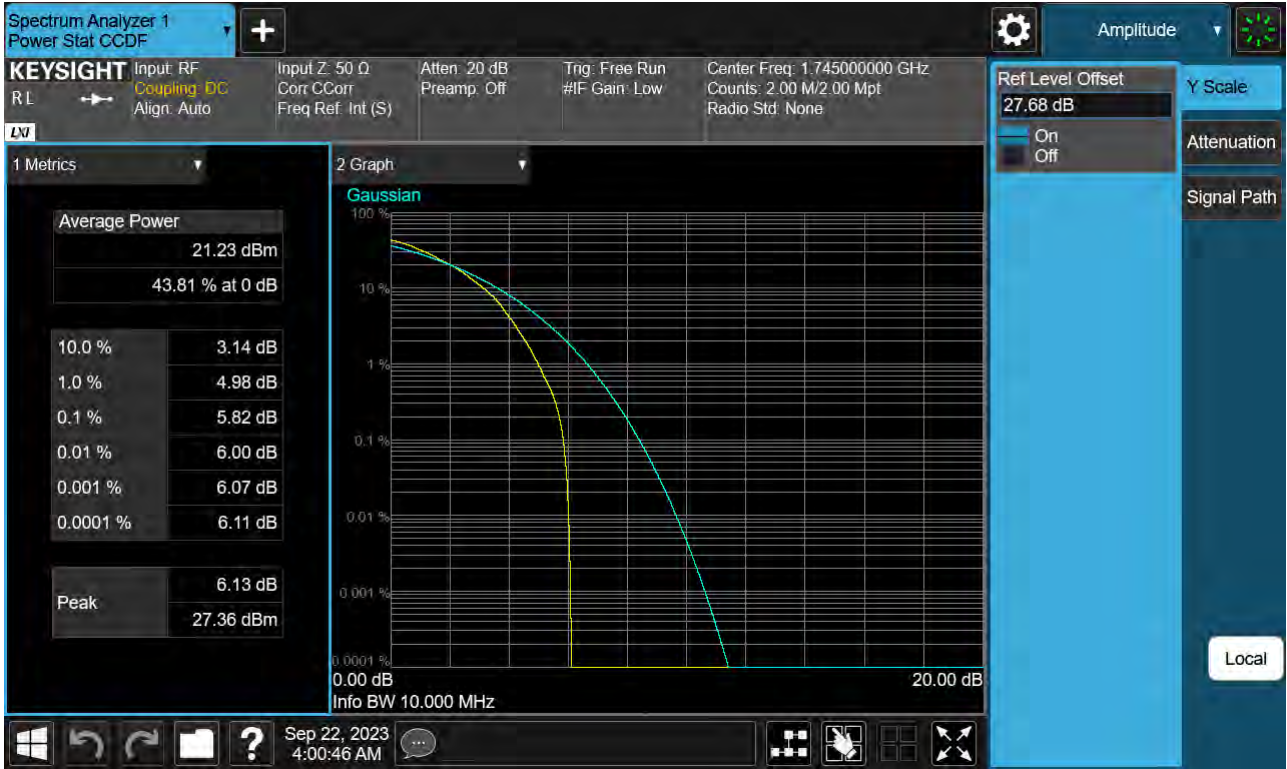 Spectrum Analyzer 1
Power Stat CCDF
+
Amplitude
KEYSIGHT
RL
LXI
Input: RF
Coupling: DC
Align: Auto
Input Z: 50 Ω
Corr CCorr
Freq Ref: Int (S)
Atten: 20 dB
Preamp: Off
Trig: Free Run
#IF Gain: Low
Center Freq: 1.745000000 GHz
Counts: 2.00 M/2.00 Mpt
Radio Std: None
Ref Level Offset
27.68 dB
On
Off
Y Scale
Attenuation
Signal Path
1 Metrics
Average Power
21.23 dBm
43.81 % at 0 dB
10.0 % 3.14 dB
1.0 % 4.98 dB
0.1 % 5.82 dB
0.01 % 6.00 dB
0.001 % 6.07 dB
0.0001 % 6.11 dB
Peak
6.13 dB
27.36 dBm
2 Graph
Gaussian
100 %
10 %
1 %
0.1 %
0.01 %
0.001 %
0.0001 %
0.00 dB 20.00 dB
Info BW 10.000 MHz
Local
?
Sep 22, 2023
4:00:46 AM